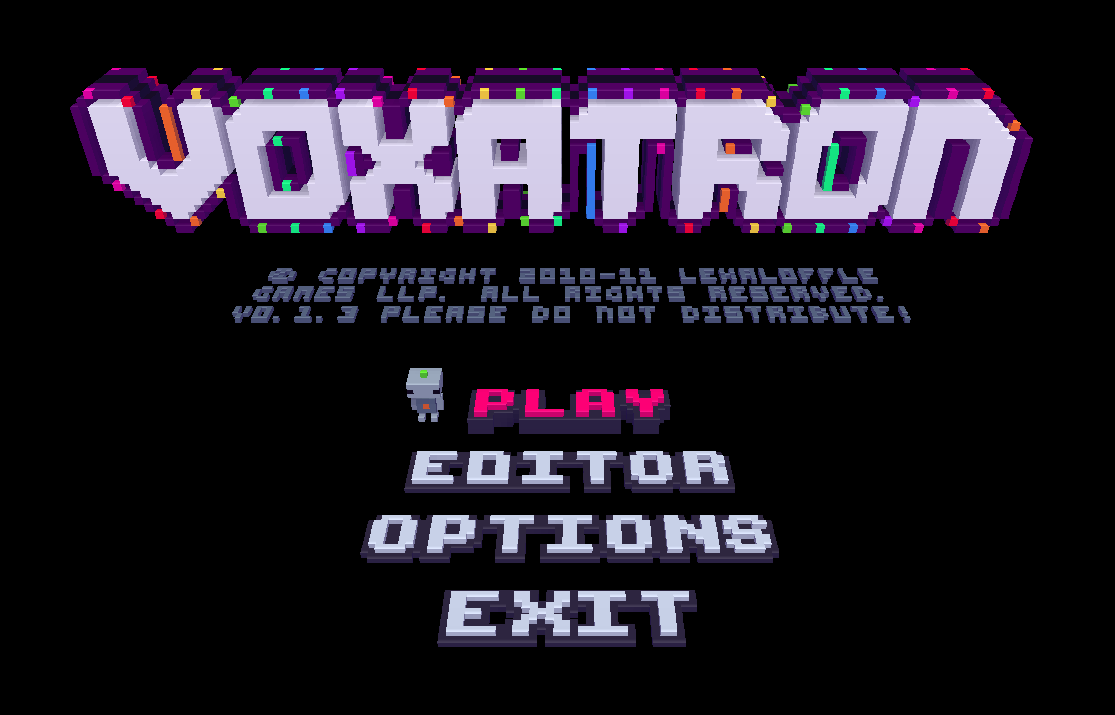 VOXATRON
© COPYRIGHT 2010-11 LEXALOFFLE
GAMES LLP. ALL RIGHTS RESERVED.
V0.1.3 PLEASE DO NOT DISTRIBUTE!
PLAY
EDITOR
OPTIONS
EXIT